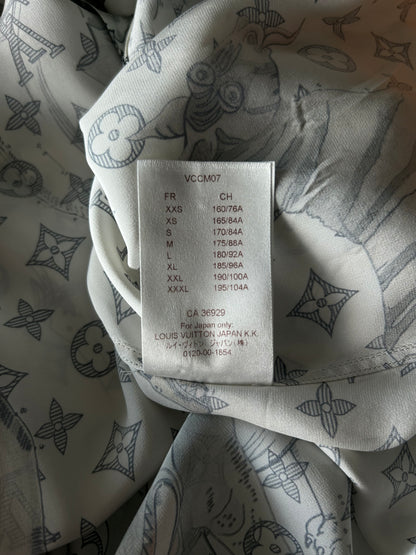 VCCM07
FR CH
XXS 160/76A
XS 165/84A
S 170/84A
M 175/88A
L 180/92A
XL 185/96A
XXL 190/100A
XXXL 195/104A
CA 36929
For Japan only:
LOUIS VUITTON JAPAN K.K.
ルイ・ヴィトン ジャパン(株)
0120-00-1854